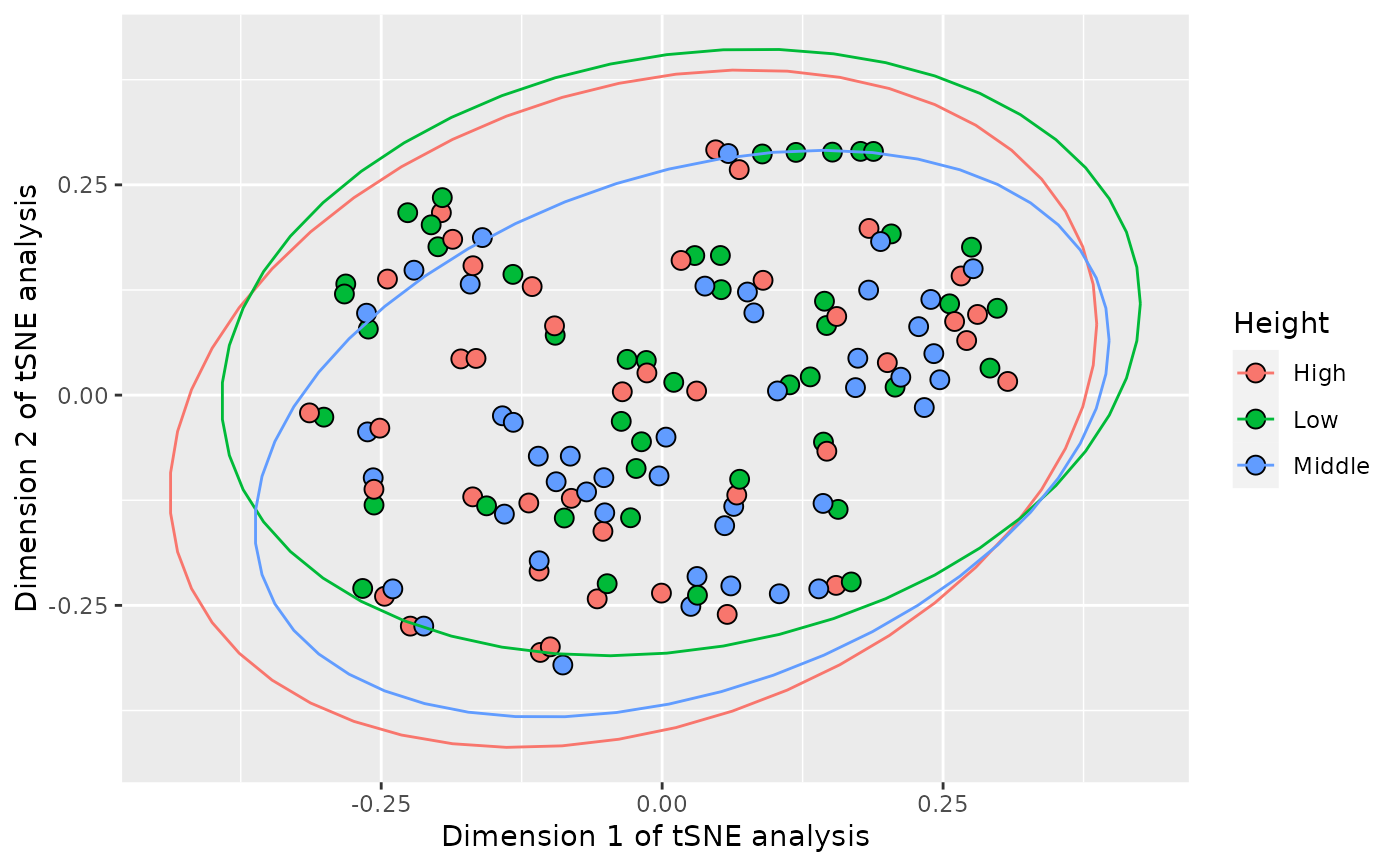 Dimension 2 of tSNE analysis
0.25
0.00
-0.25
-0.25
0.00
0.25
Dimension 1 of tSNE analysis
Height
High
Low
Middle